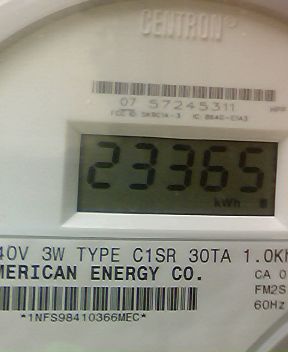 CENTRON
07 57245311
23365
kWh
40V 3W TYPE C1SR 30TA 1.0Kh
MERICAN ENERGY CO.
CA 0
FM2S
60Hz
*1NFS98410366MEC*